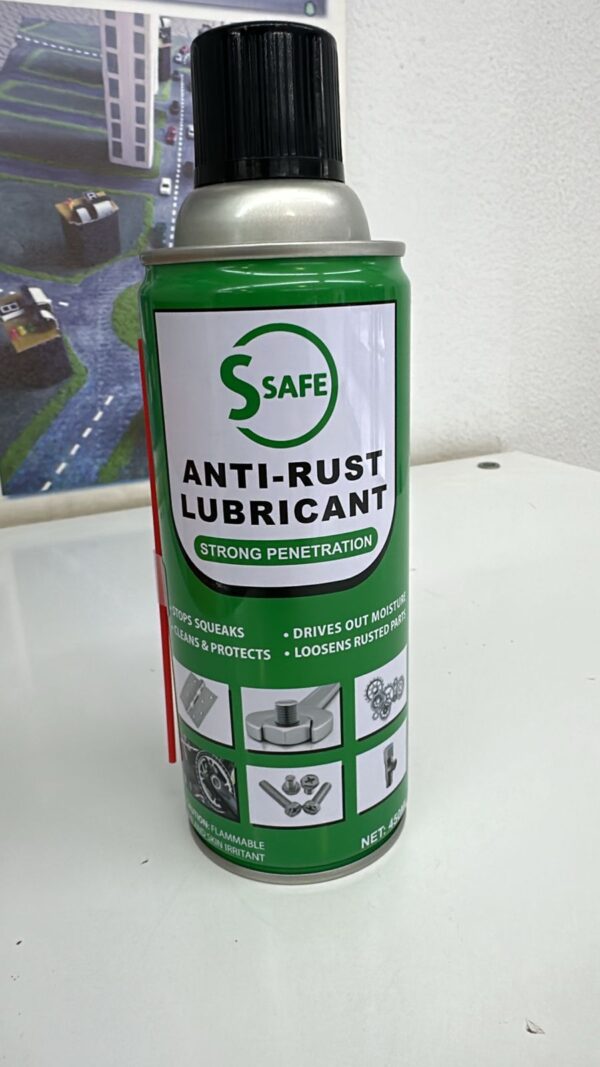 S SAFE
ANTI-RUST
LUBRICANT
STRONG PENETRATION
STOPS SQUEAKS
CLEANS & PROTECTS
• DRIVES OUT MOISTURE
• LOOSENS RUSTED PARTS
FLAMMABLE
SKIN IRRITANT
NET: 450